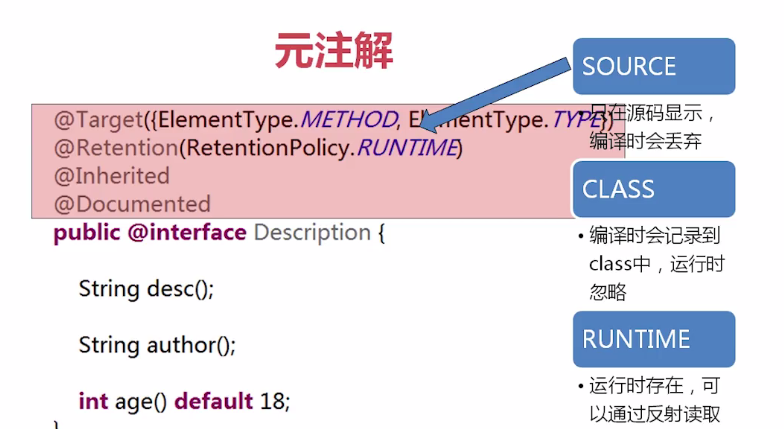 元注解
@Target({ElementType.METHOD, ElementType.TYPE})
@Retention(RetentionPolicy.RUNTIME)
@Inherited
@Documented
public @interface Description {
String desc();
String author();
int age() default 18;
SOURCE
只在源码显示，
编译时会丢弃
CLASS
• 编译时会记录到
class中，运行时
忽略
RUNTIME
• 运行时存在，可
以通过反射读取